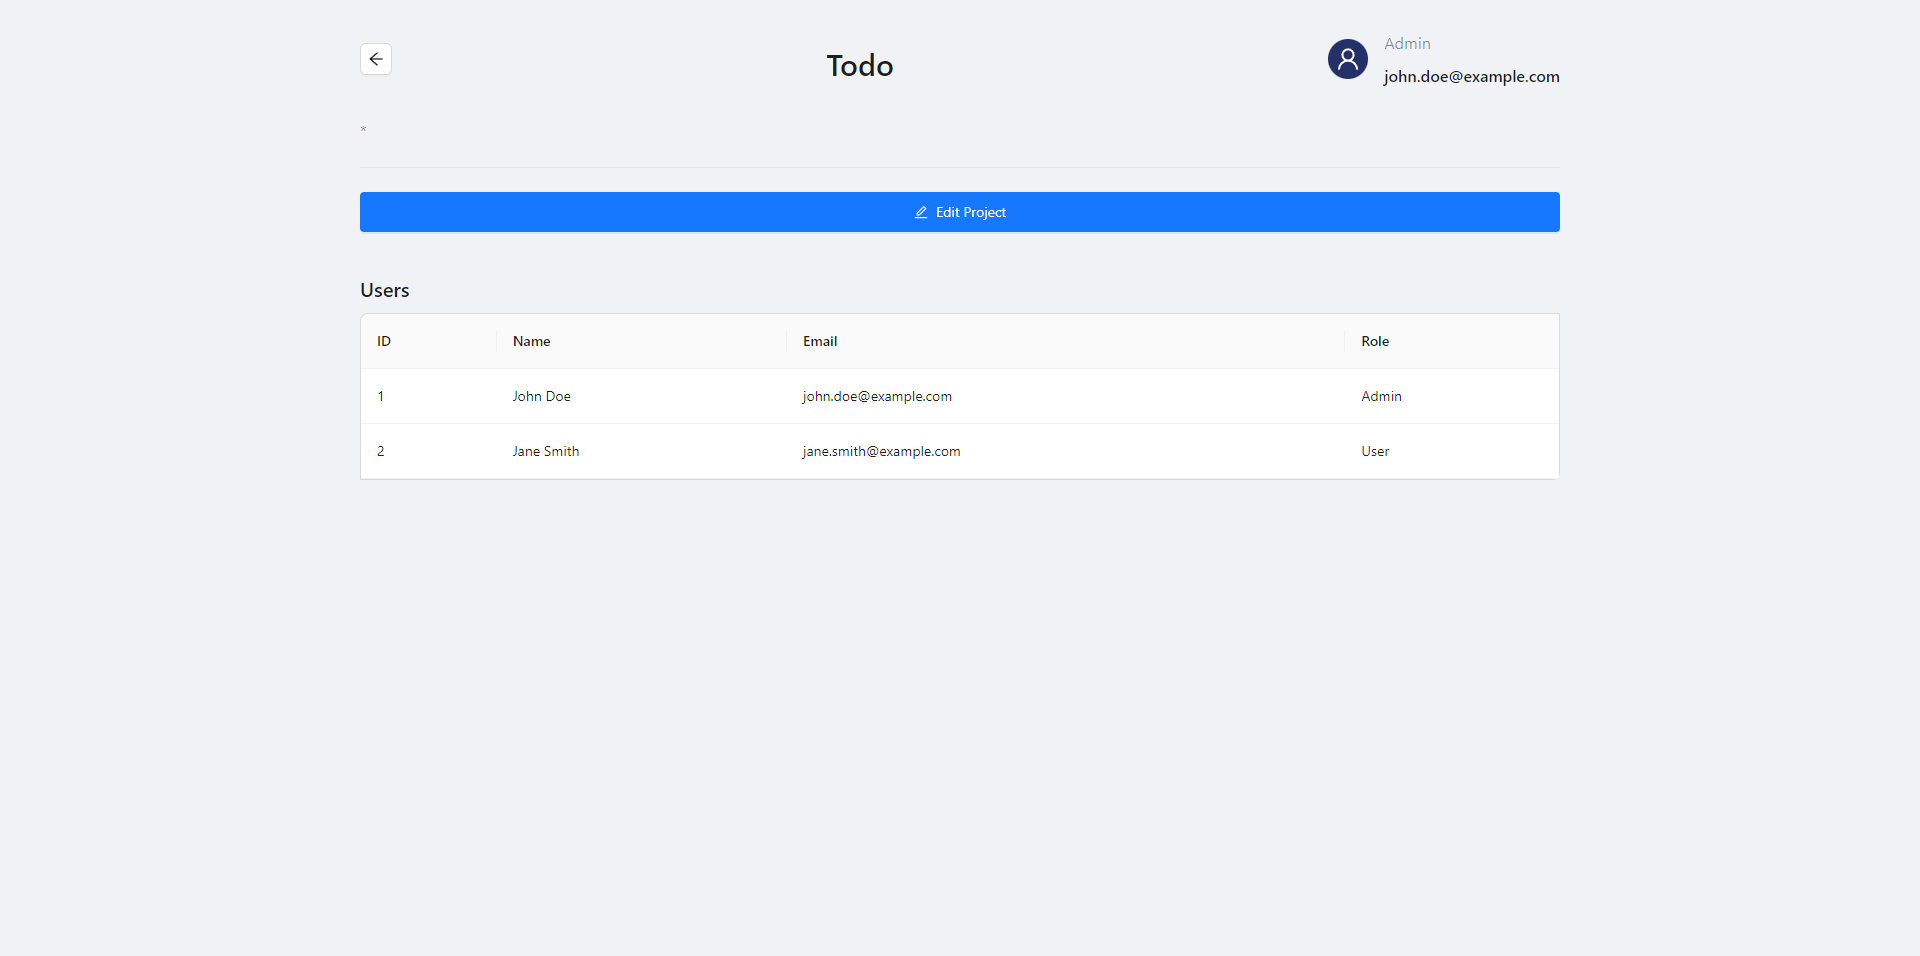 Todo
Admin
john.doe@example.com
*
Edit Project
Users
ID Name Email Role
1 John Doe john.doe@example.com Admin
2 Jane Smith jane.smith@example.com User